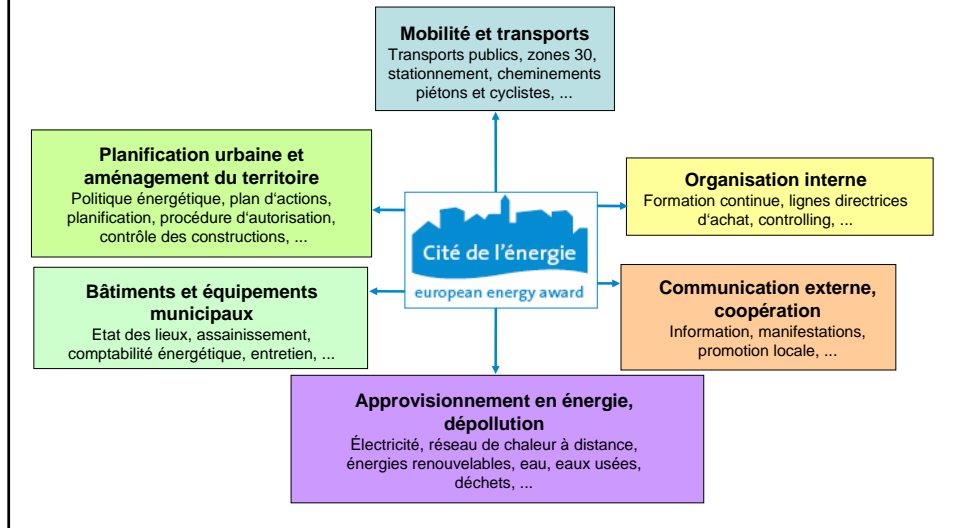 Mobilité et transports
Transports publics, zones 30,
stationnement, cheminements
piétons et cyclistes, ...
Planification urbaine et
aménagement du territoire
Politique énergétique, plan d‘actions,
planification, procédure d‘autorisation,
contrôle des constructions, ...
Organisation interne
Formation continue, lignes directrices
d‘achat, controlling, ...
Cité de l'énergie
european energy award
Bâtiments et équipements
municipaux
Etat des lieux, assainissement,
comptabilité énergétique, entretien, ...
Communication externe,
coopération
Information, manifestations,
promotion locale, ...
Approvisionnement en énergie,
dépollution
Électricité, réseau de chaleur à distance,
énergies renouvelables, eau, eaux usées,
déchets, ...